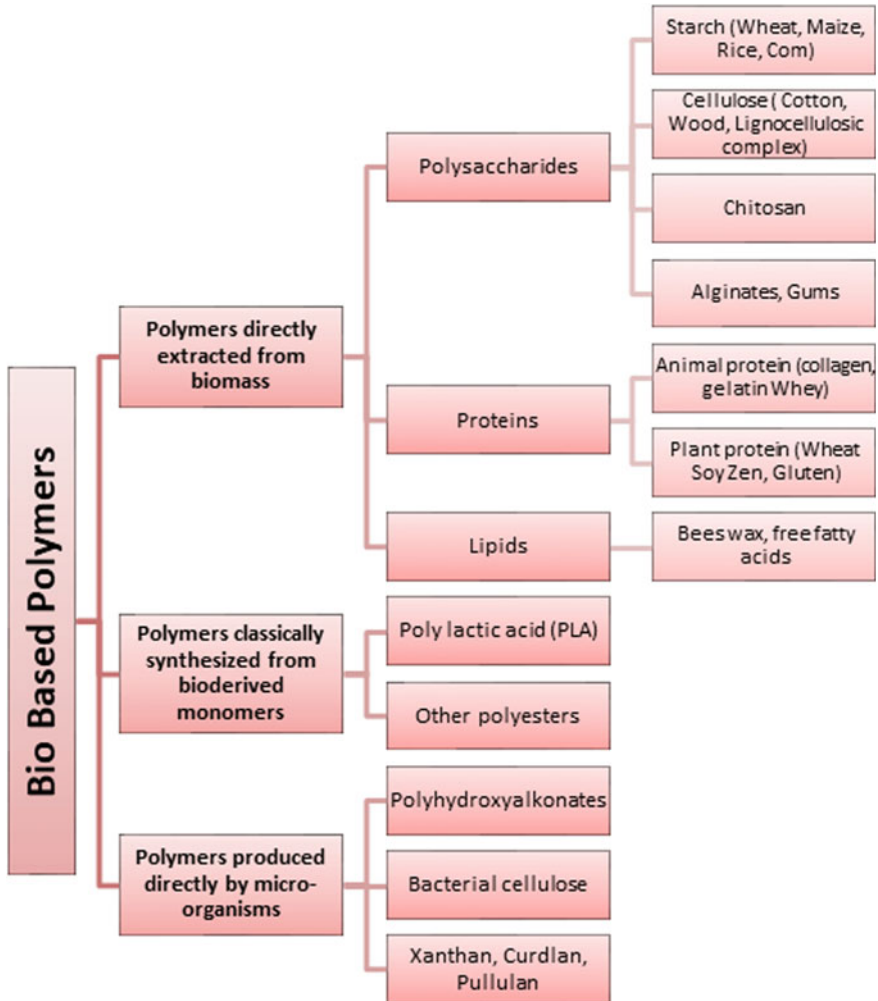 Bio Based Polymers
Polymers directly
extracted from
biomass
Polysaccharides
Starch (Wheat, Maize,
Rice, Com)
Cellulose ( Cotton,
Wood, Lignocellulosic
complex)
Chitosan
Alginates, Gums
Proteins
Animal protein (collagen,
gelatin Whey)
Plant protein (Wheat
Soy Zen, Gluten)
Lipids
Bees wax, free fatty
acids
Polymers classically
synthesized from
bioderived
monomers
Poly lactic acid (PLA)
Other polyesters
Polymers produced
directly by micro-
organisms
Polyhydroxyalkonates
Bacterial cellulose
Xanthan, Curdlan,
Pullulan